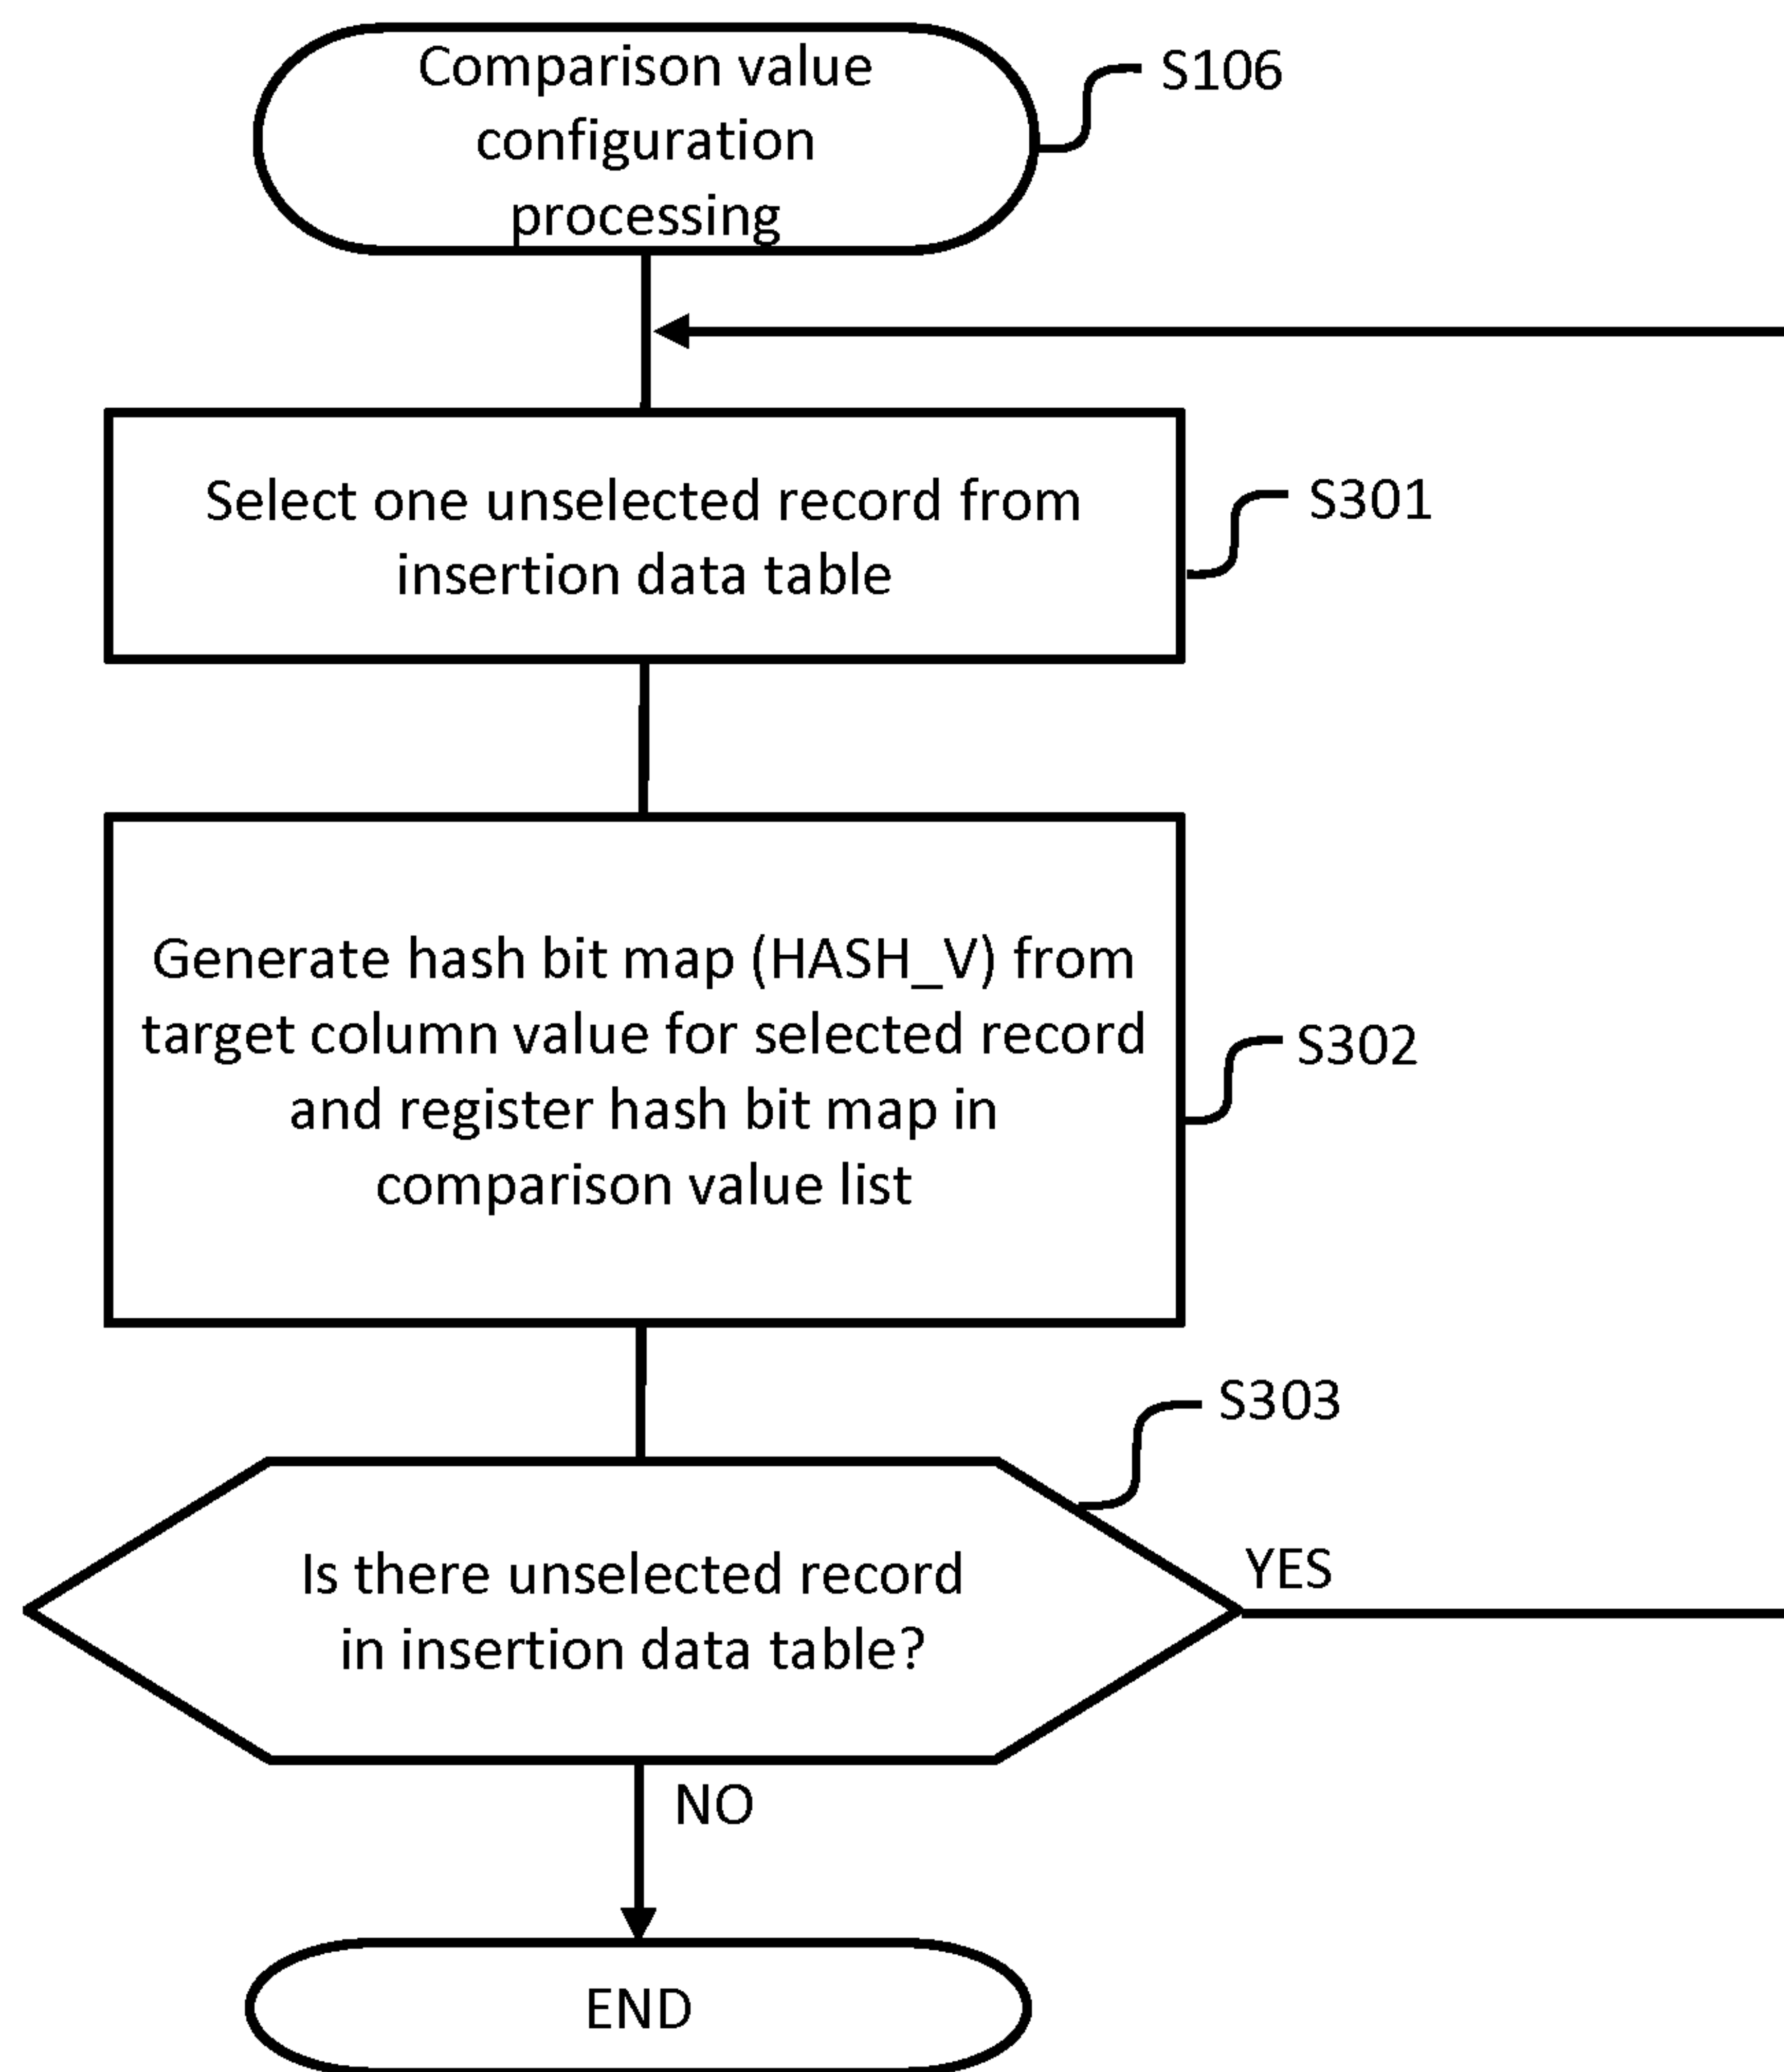 Comparison value
configuration
processing
S106
Select one unselected record from
insertion data table
S301
Generate hash bit map (HASH_V) from
target column value for selected record
and register hash bit map in
comparison value list
S302
S303
Is there unselected record
in insertion data table?
YES
NO
END